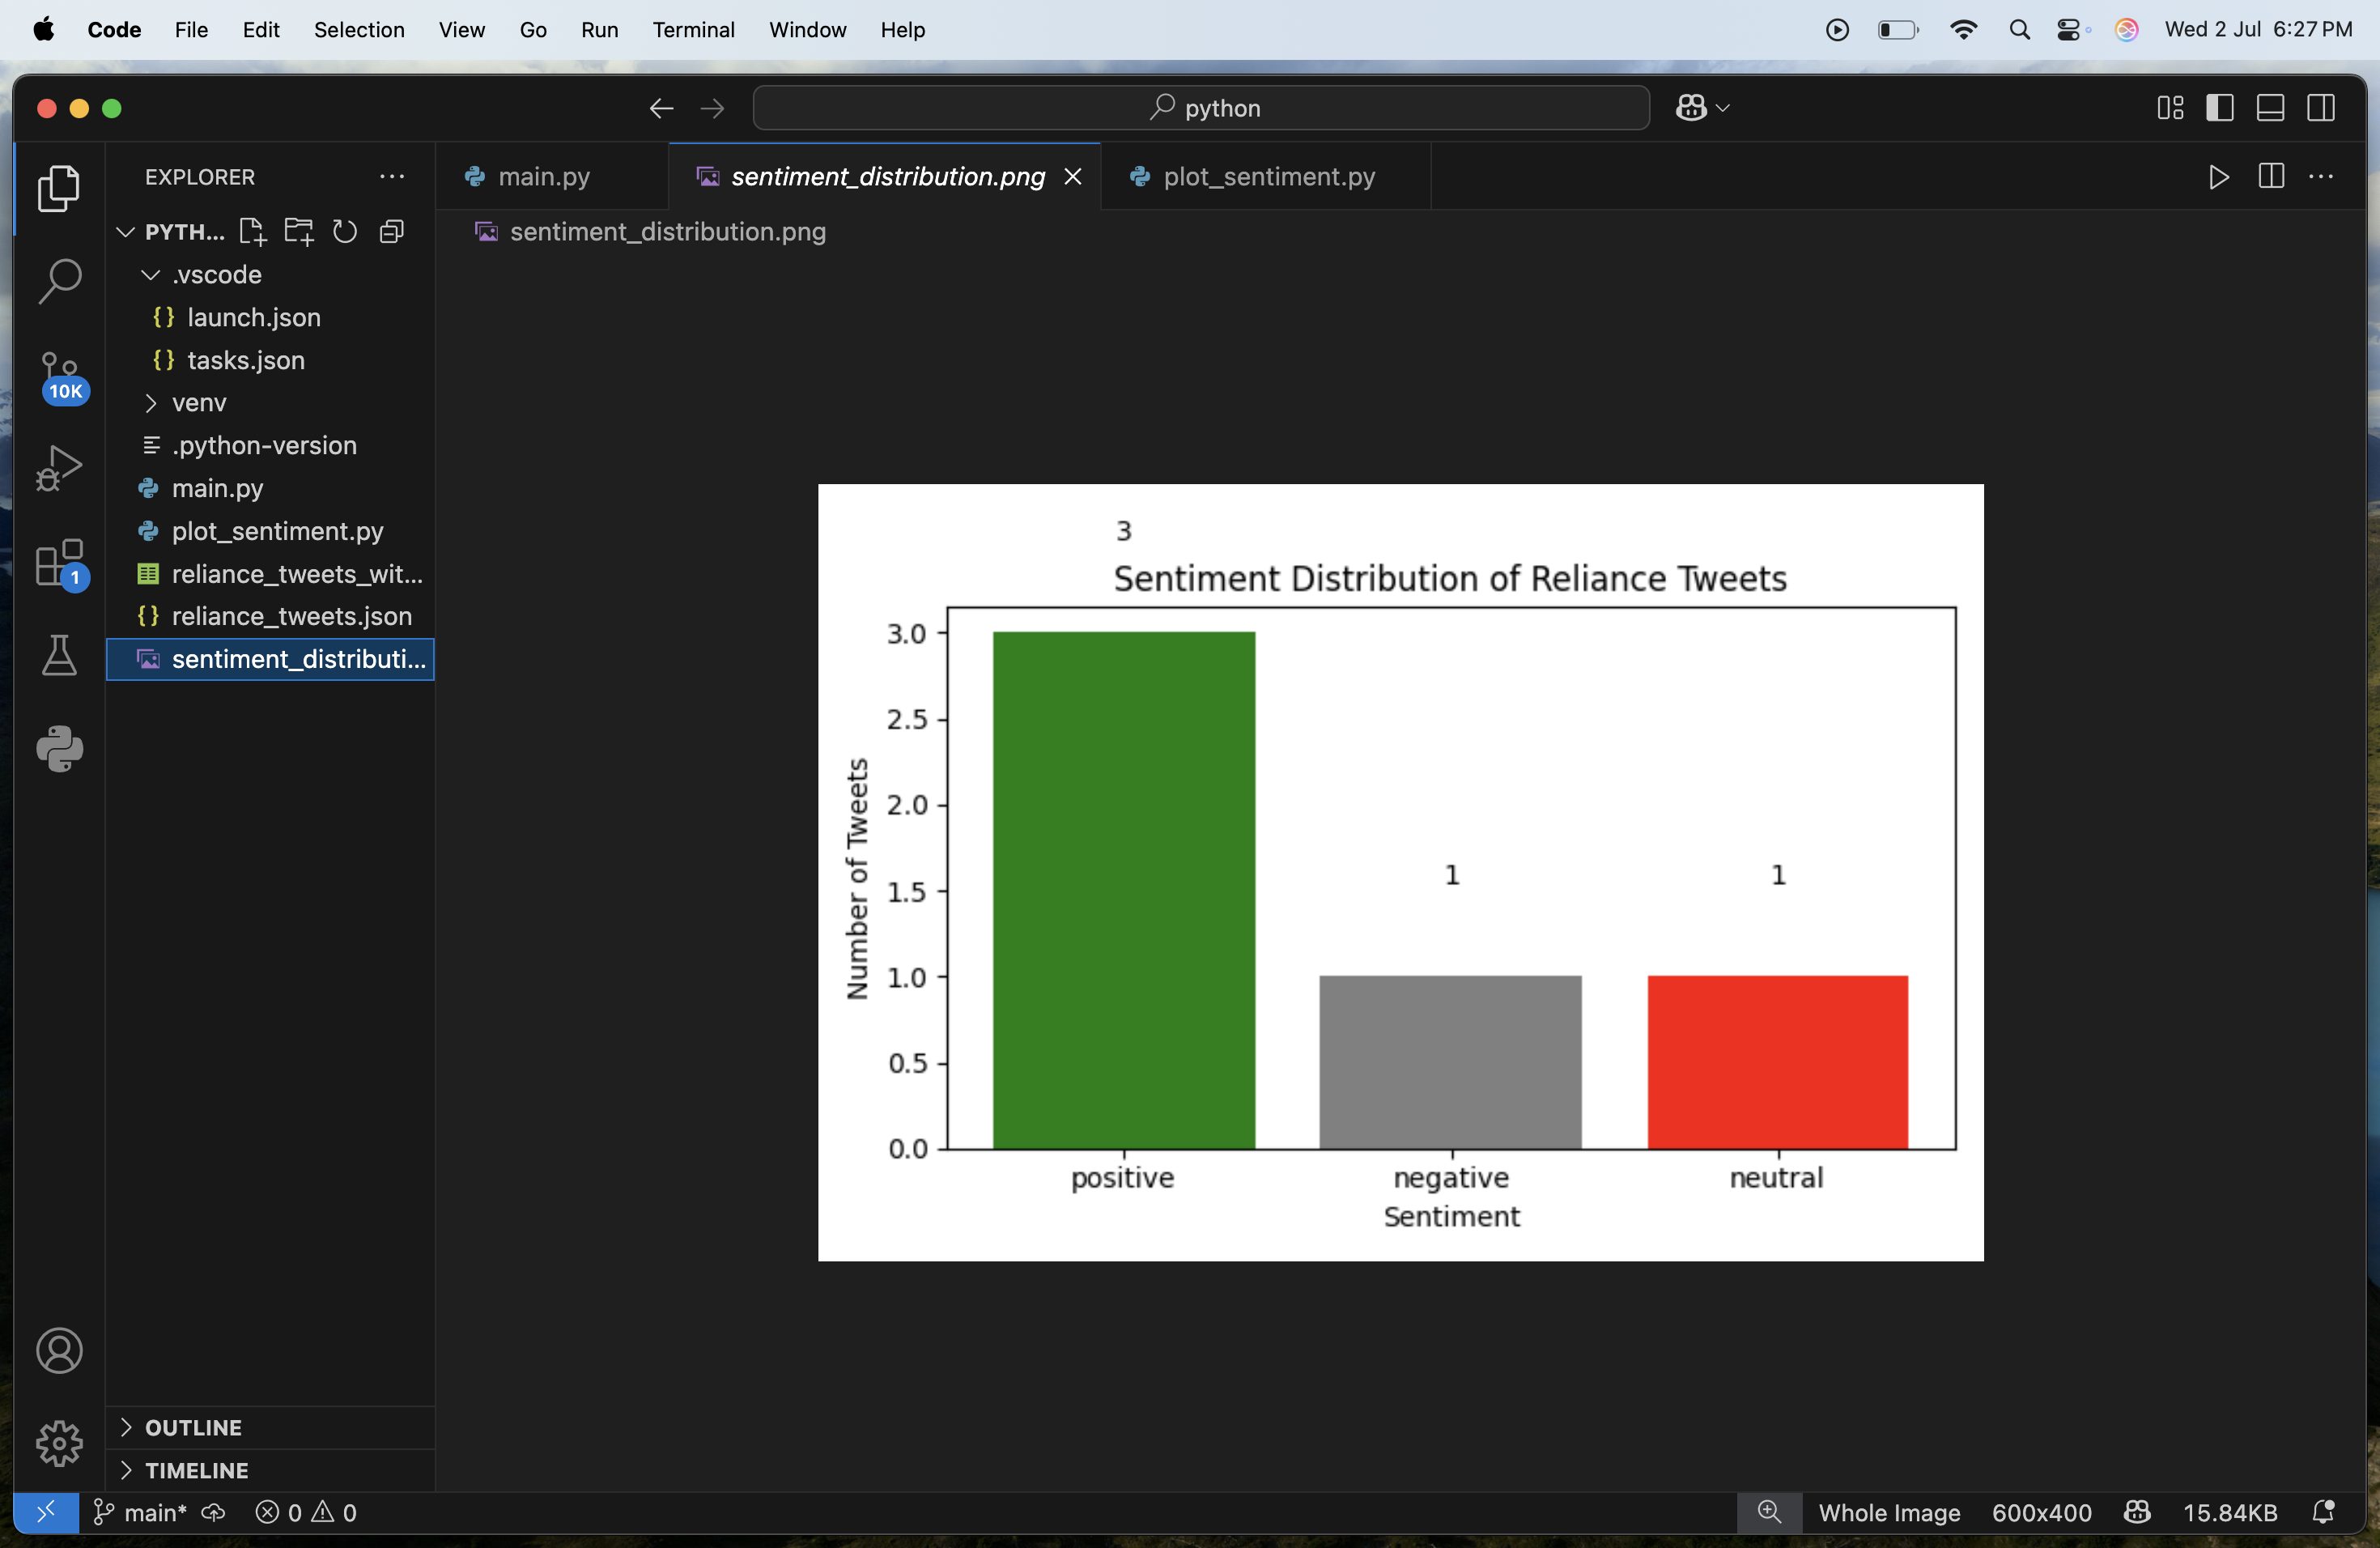 Code File Edit Selection View Go Run Terminal Window Help
Wed 2 Jul 6:27 PM
python
EXPLORER
PYTH...
.vscode
launch.json
tasks.json
venv
.python-version
main.py
plot_sentiment.py
reliance_tweets_wit...
reliance_tweets.json
sentiment_distributi...
10K
1
OUTLINE
TIMELINE
main.py
sentiment_distribution.png
plot_sentiment.py
sentiment_distribution.png
3
Sentiment Distribution of Reliance Tweets
Number of Tweets
3.0
2.5
2.0
1.5
1.0
0.5
0.0
1
1
positive
negative
neutral
Sentiment
main* 0 0
Whole Image 600x400 15.84KB